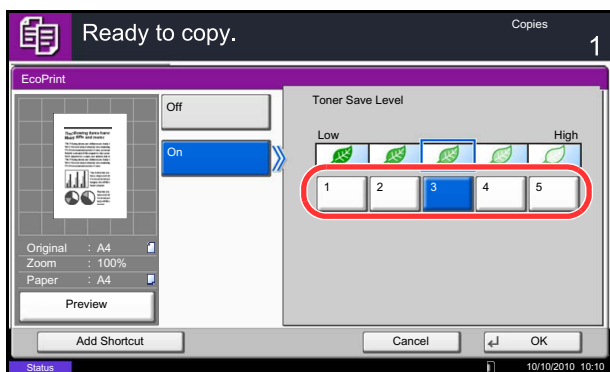 Ready to copy.
Copies
1
EcoPrint
Off
On
Toner Save Level
Low
High
1 2 3 4 5
Original : A4
Zoom : 100%
Paper : A4
Preview
Add Shortcut
Cancel
OK
Status
10/10/2010 10:10